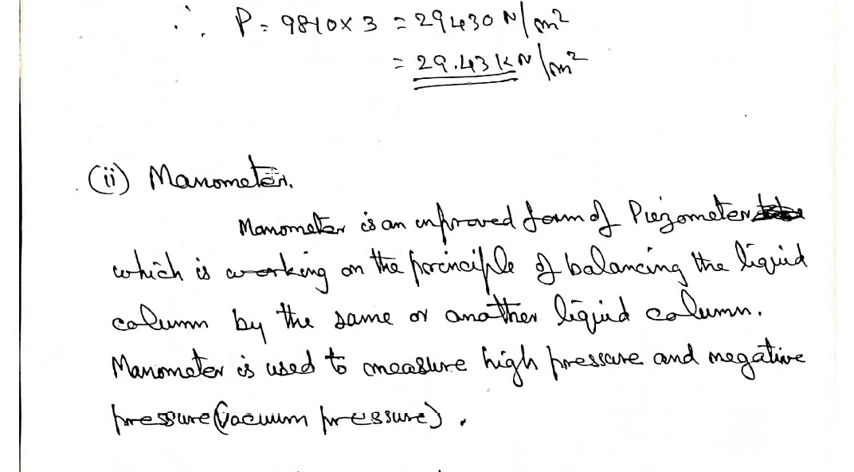 ∴ P = 9810 × 3 = 29430 N/m²
= 29.43 kN/m²
(ii) Manometer.
Manometer is an improved form of Piezometer
which is working on the principle of balancing the liquid
column by the same or another liquid column.
Manometer is used to measure high pressure and negative
pressure (Vacuum pressure).